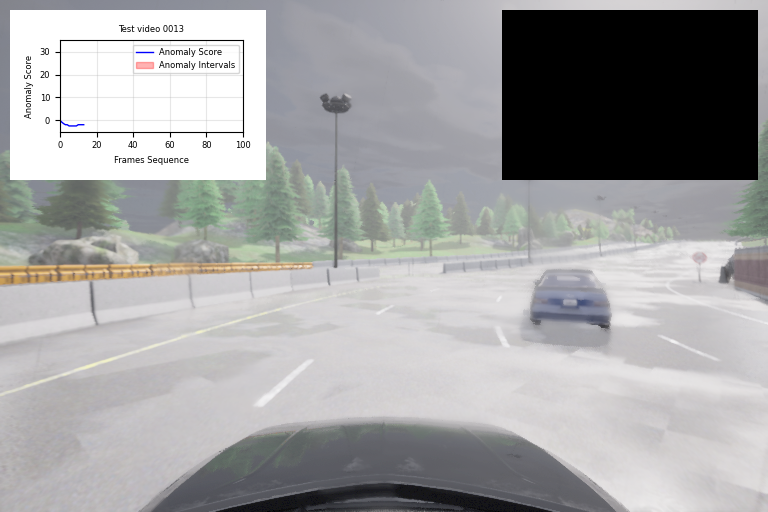 Test video 0013
Anomaly Score
30
20
10
0
Anomaly Score
Anomaly Intervals
0 20 40 60 80 100
Frames Sequence